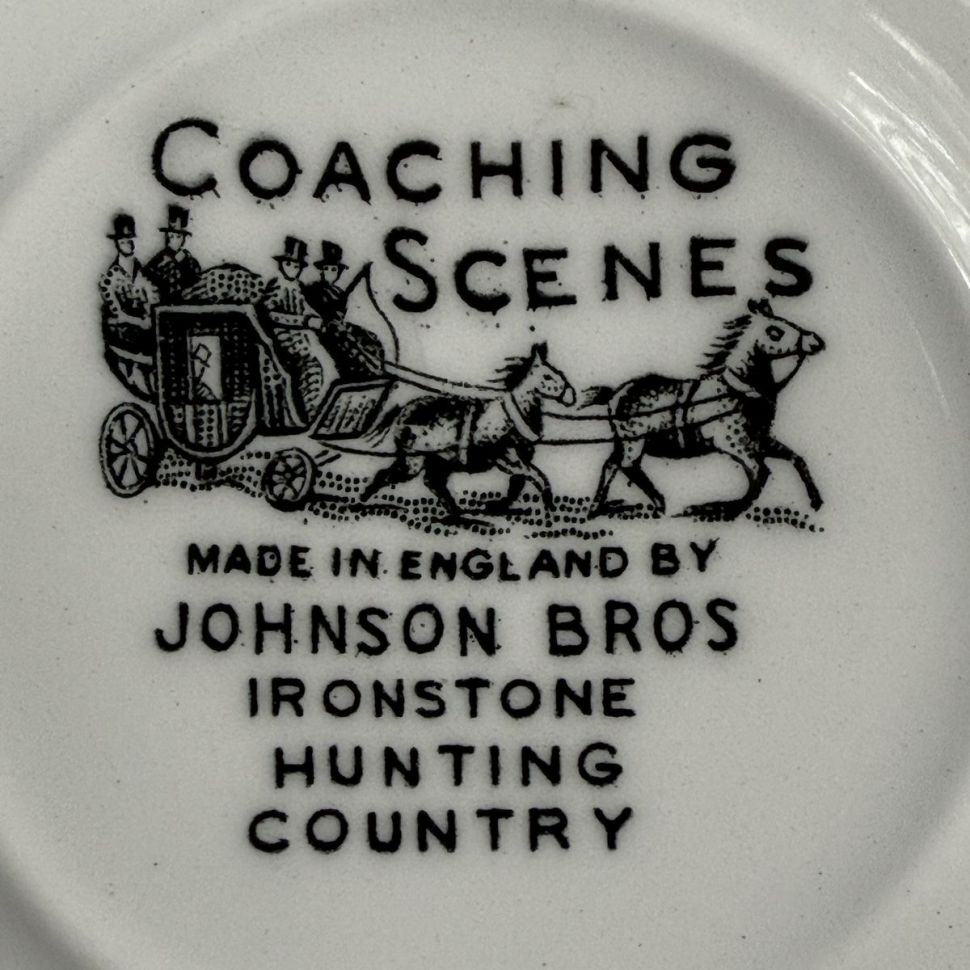 COACHING
SCENES
MADE IN ENGLAND BY
JOHNSON BROS
IRONSTONE
HUNTING
COUNTRY